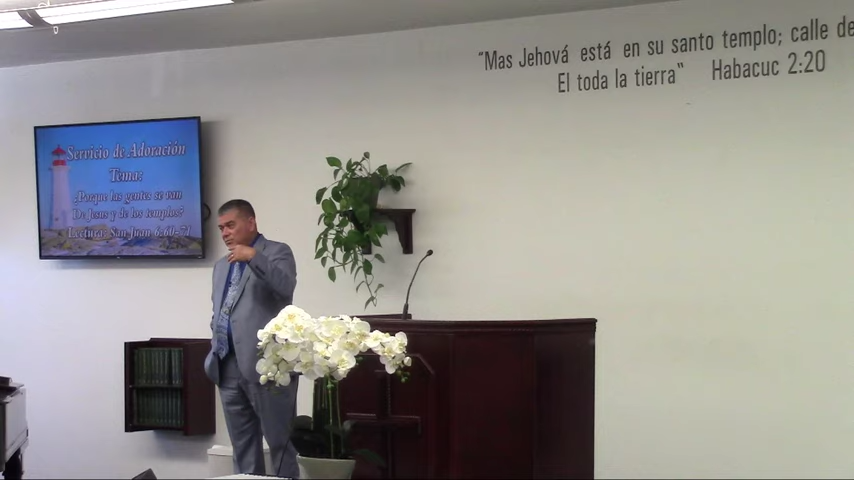 "Mas Jehová está en su santo templo; calle de
El toda la tierra" Habacuc 2:20
Servicio de Adoración
Tema:
¿Porque las gentes se van
De Jesus y de los templos?
Lectura: San Juan 6:60-71